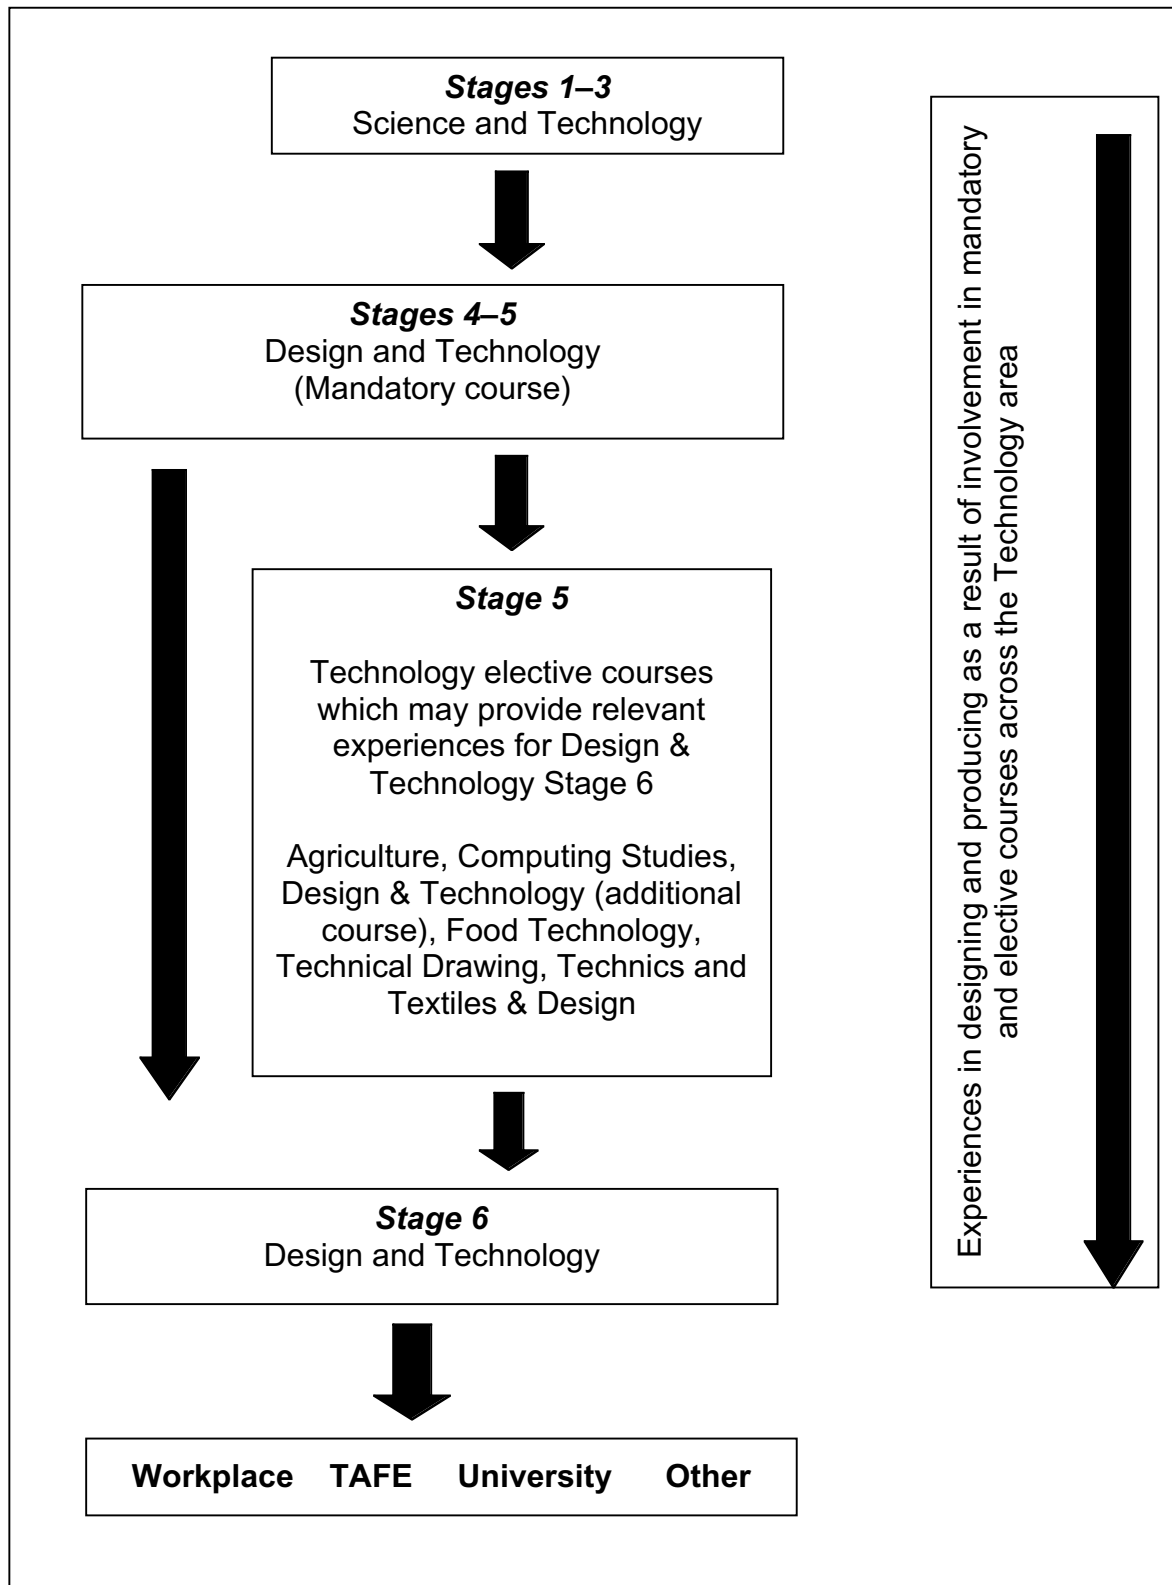 Stages 1–3
Science and Technology
Stages 4–5
Design and Technology
(Mandatory course)
Stage 5
Technology elective courses
which may provide relevant
experiences for Design &
Technology Stage 6
Agriculture, Computing Studies,
Design & Technology (additional
course), Food Technology,
Technical Drawing, Technics and
Textiles & Design
Stage 6
Design and Technology
Workplace TAFE University Other
Experiences in designing and producing as a result of involvement in mandatory
and elective courses across the Technology area